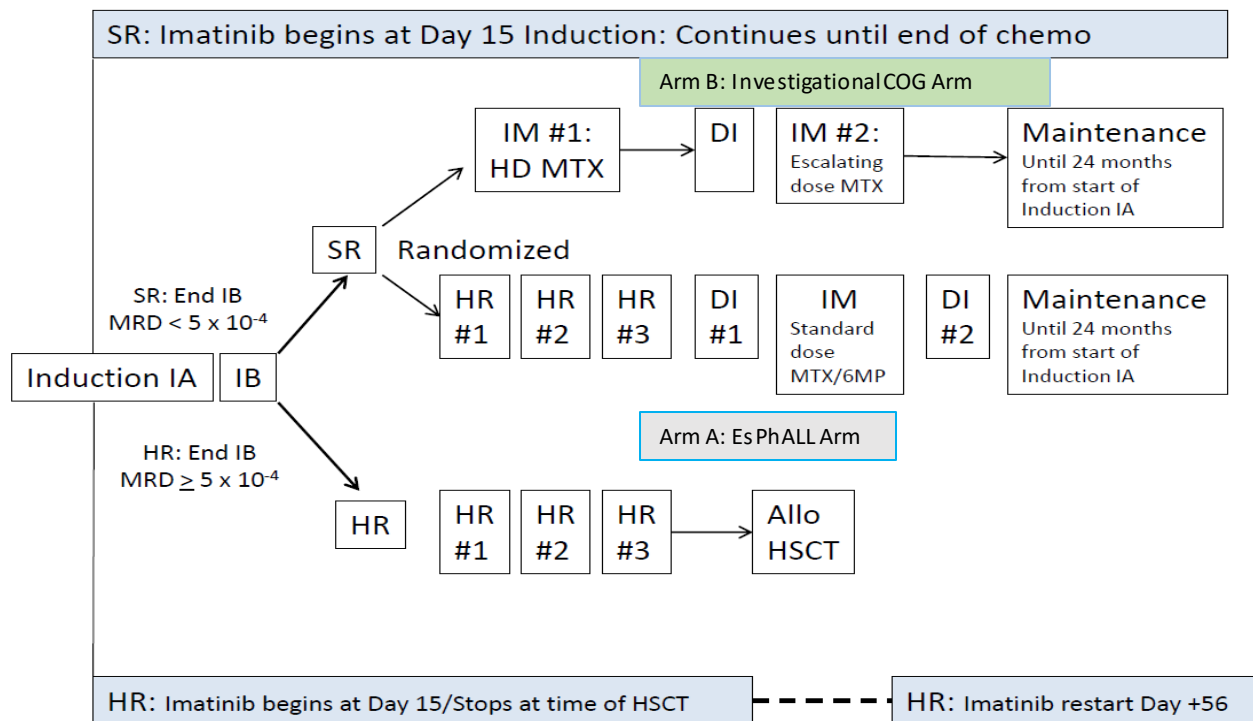 SR: Imatinib begins at Day 15 Induction: Continues until end of chemo
Arm B: Investigational COG Arm
IM #1:
HD MTX
DI
IM #2:
Escalating
dose MTX
Maintenance
Until 24 months
from start of
Induction IA
SR
Randomized
SR: End IB
MRD < 5 x 10⁻⁴
HR
#1
HR
#2
HR
#3
DI
#1
IM
Standard
dose
MTX/6MP
DI
#2
Maintenance
Until 24 months
from start of
Induction IA
Induction IA
IB
Arm A: EsPhALL Arm
HR: End IB
MRD ≥ 5 x 10⁻⁴
HR
HR
#1
HR
#2
HR
#3
Allo
HSCT
HR: Imatinib begins at Day 15/Stops at time of HSCT
HR: Imatinib restart Day +56